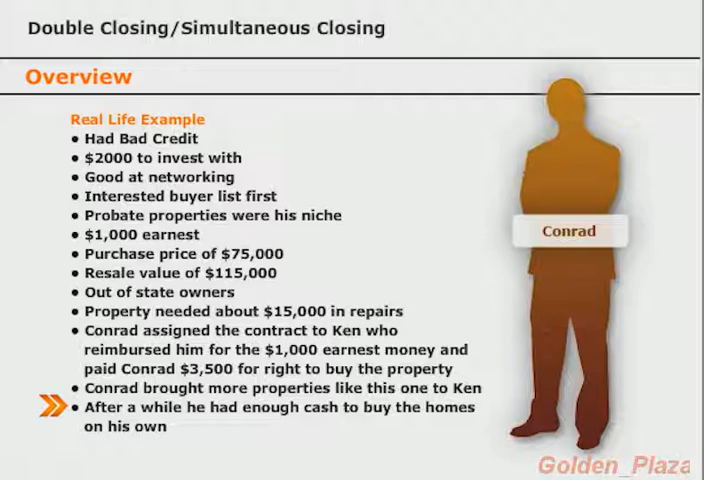 Double Closing/Simultaneous Closing
Overview
Real Life Example
● Had Bad Credit
● $2000 to invest with
● Good at networking
● Interested buyer list first
● Probate properties were his niche
● $1,000 earnest
● Purchase price of $75,000
● Resale value of $115,000
● Out of state owners
● Property needed about $15,000 in repairs
● Conrad assigned the contract to Ken who
reimbursed him for the $1,000 earnest money and
paid Conrad $3,500 for right to buy the property
● Conrad brought more properties like this one to Ken
● After a while he had enough cash to buy the homes
on his own
Conrad
Golden_Plaza